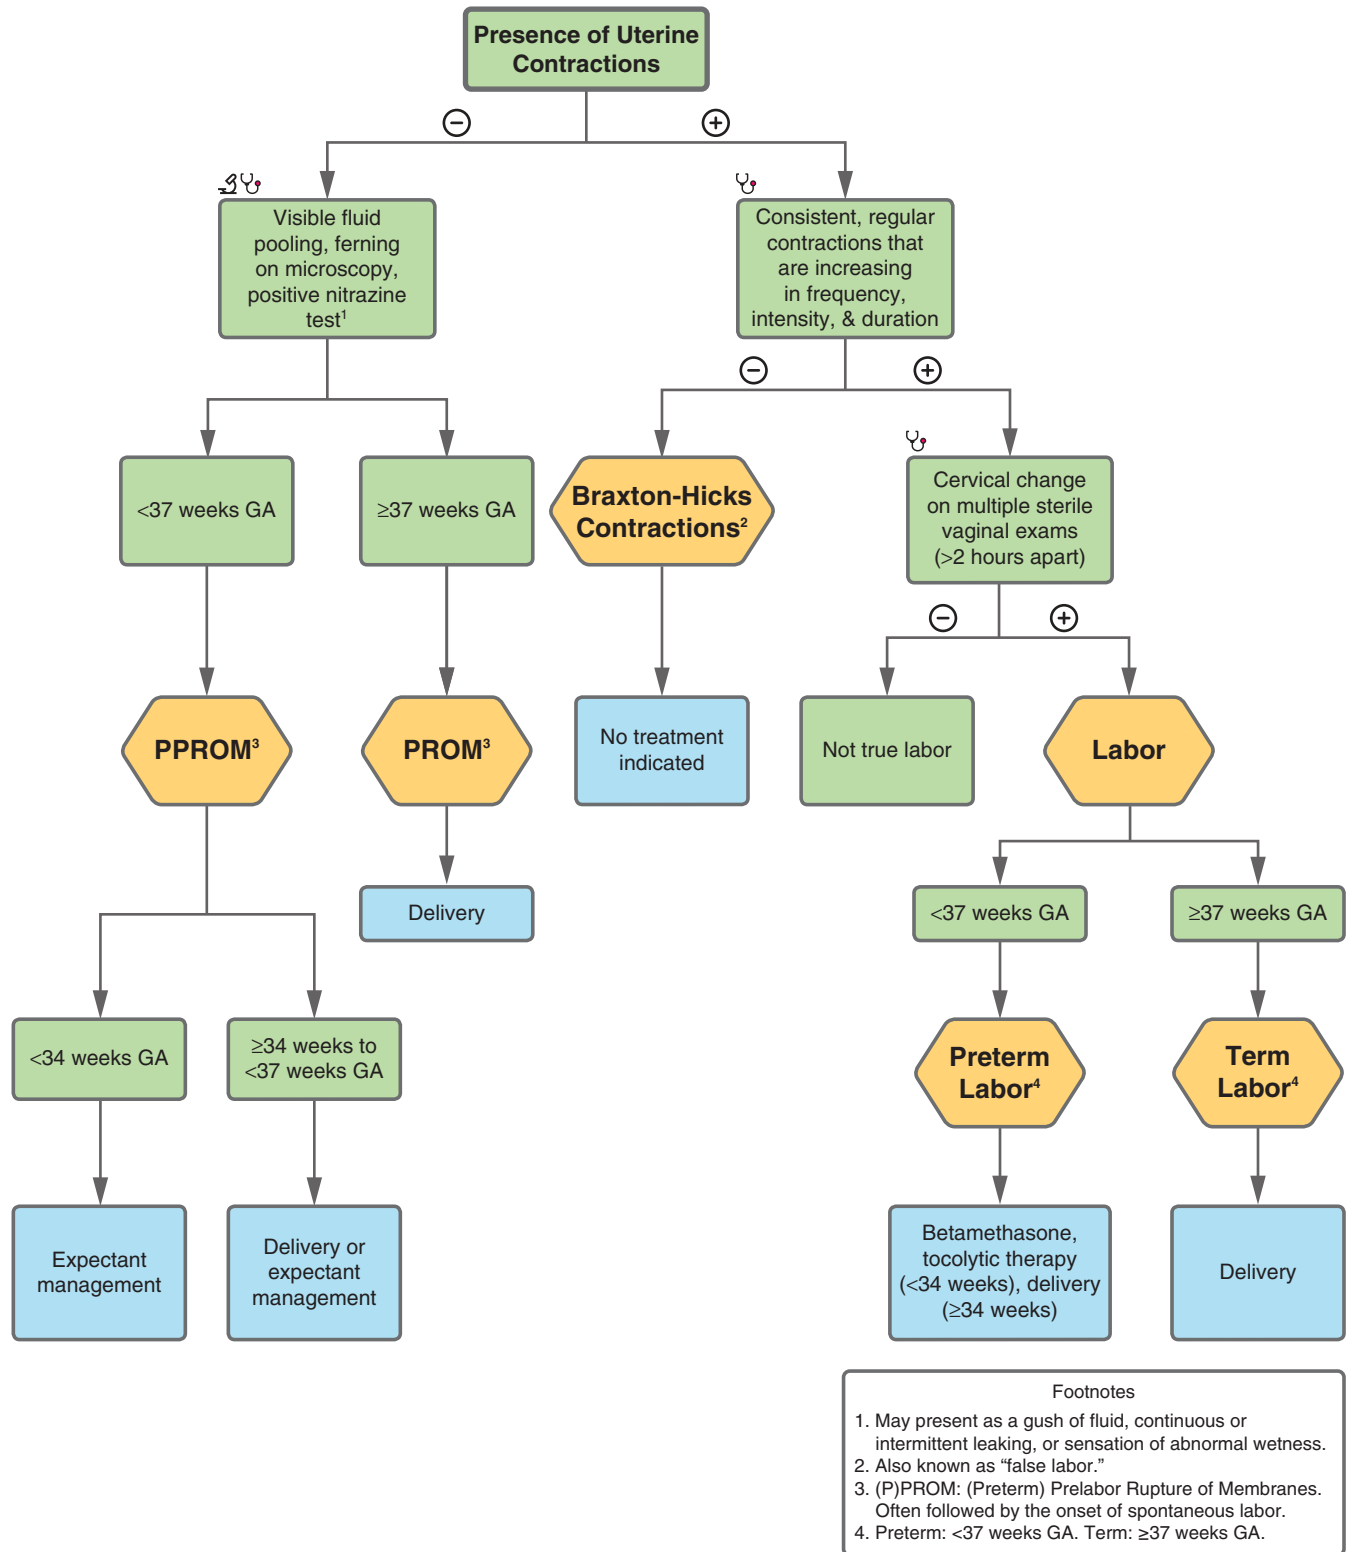 Presence of Uterine
Contractions
−
+
Visible fluid
pooling, ferning
on microscopy,
positive nitrazine
test¹
Consistent, regular
contractions that
are increasing
in frequency,
intensity, & duration
−
+
<37 weeks GA
≥37 weeks GA
Braxton-Hicks
Contractions²
Cervical change
on multiple sterile
vaginal exams
(>2 hours apart)
−
+
PPROM³
PROM³
No treatment
indicated
Not true labor
Labor
Delivery
<37 weeks GA
≥37 weeks GA
<34 weeks GA
≥34 weeks to
<37 weeks GA
Preterm
Labor⁴
Term
Labor⁴
Expectant
management
Delivery or
expectant
management
Betamethasone,
tocolytic therapy
(<34 weeks), delivery
(≥34 weeks)
Delivery
Footnotes
1. May present as a gush of fluid, continuous or
intermittent leaking, or sensation of abnormal wetness.
2. Also known as “false labor.”
3. (P)PROM: (Preterm) Prelabor Rupture of Membranes.
Often followed by the onset of spontaneous labor.
4. Preterm: <37 weeks GA. Term: ≥37 weeks GA.